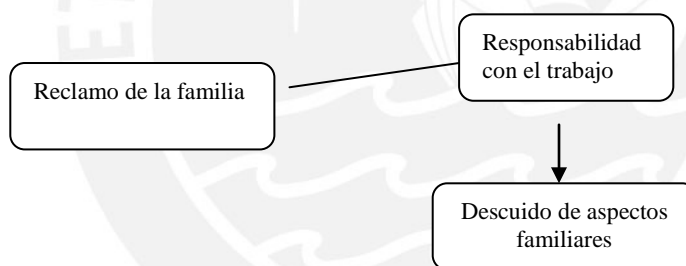 Responsabilidad
con el trabajo
Reclamo de la familia
Descuido de aspectos
familiares